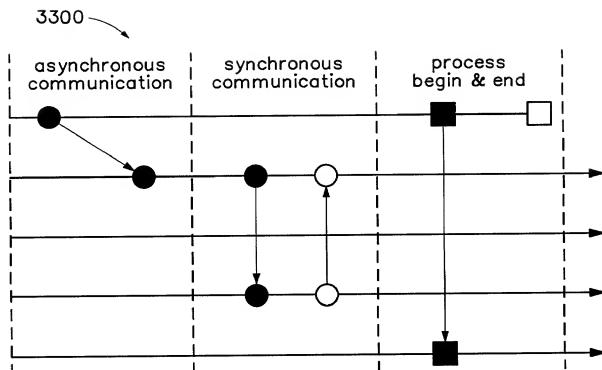 3300
asynchronous
communication
synchronous
communication
process
begin & end